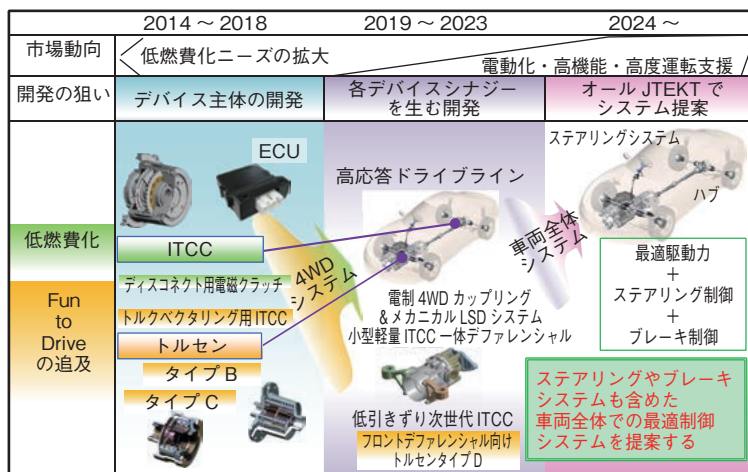 2014～2018
2019～2023
2024～
市場動向
低燃費化ニーズの拡大
電動化・高機能・高度運転支援
開発の狙い
デバイス主体の開発
各デバイスシナジー
を生む開発
オール JTEKT で
システム提案
低燃費化
Fun
to
Drive
の追及
ECU
ITCC
ディスコネクト用電磁クラッチ
トルクベクタリング用 ITCC
トルセン
タイプ B
タイプ C
4WD
システム
高応答ドライブライン
電制 4WD カップリング
& メカニカル LSD システム
小型軽量 ITCC 一体デファレンシャル
低引きずり次世代 ITCC
フロントデファレンシャル向け
トルセンタイプ D
車両全体
システム
ステアリングシステム
ハブ
最適駆動力
＋
ステアリング制御
＋
ブレーキ制御
ステアリングやブレーキ
システムも含めた
車両全体での最適制御
システムを提案する